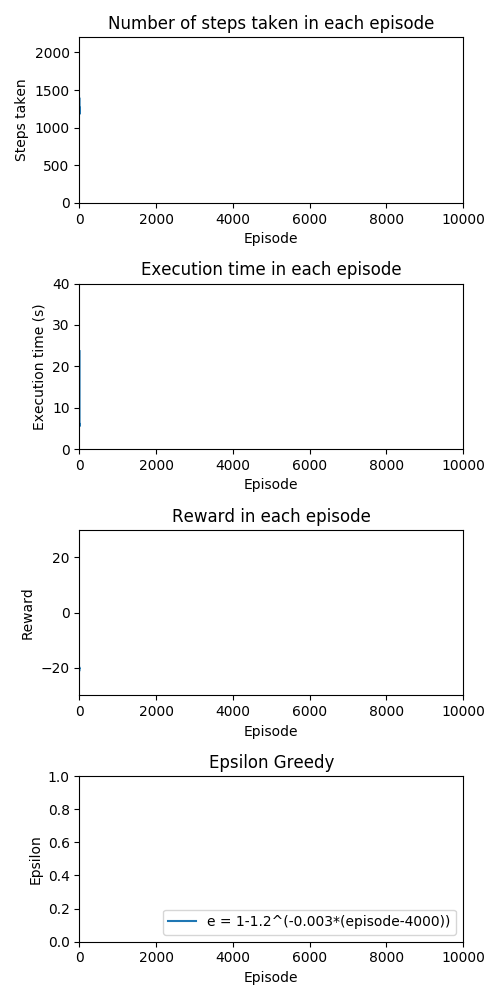 Number of steps taken in each episode
2000
1500
1000
500
0
Steps taken
0 2000 4000 6000 8000 10000
Episode
Execution time in each episode
40
30
20
10
0
Execution time (s)
0 2000 4000 6000 8000 10000
Episode
Reward in each episode
20
0
−20
Reward
0 2000 4000 6000 8000 10000
Episode
Epsilon Greedy
1.0
0.8
0.6
0.4
0.2
0.0
Epsilon
e = 1-1.2^(-0.003*(episode-4000))
0 2000 4000 6000 8000 10000
Episode